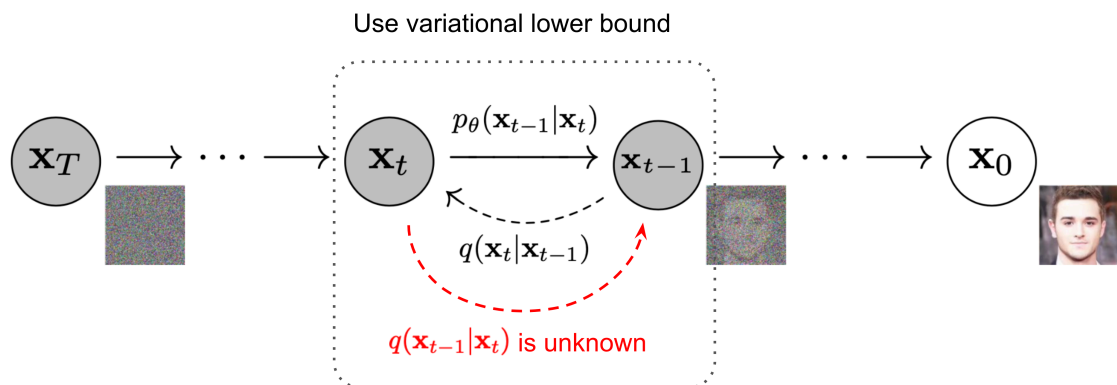 Use variational lower bound
p_θ(x_{t−1}|x_t)
x_T → ⋯ → x_t → x_{t−1} → ⋯ → x_0
q(x_t|x_{t−1})
q(x_{t−1}|x_t) is unknown